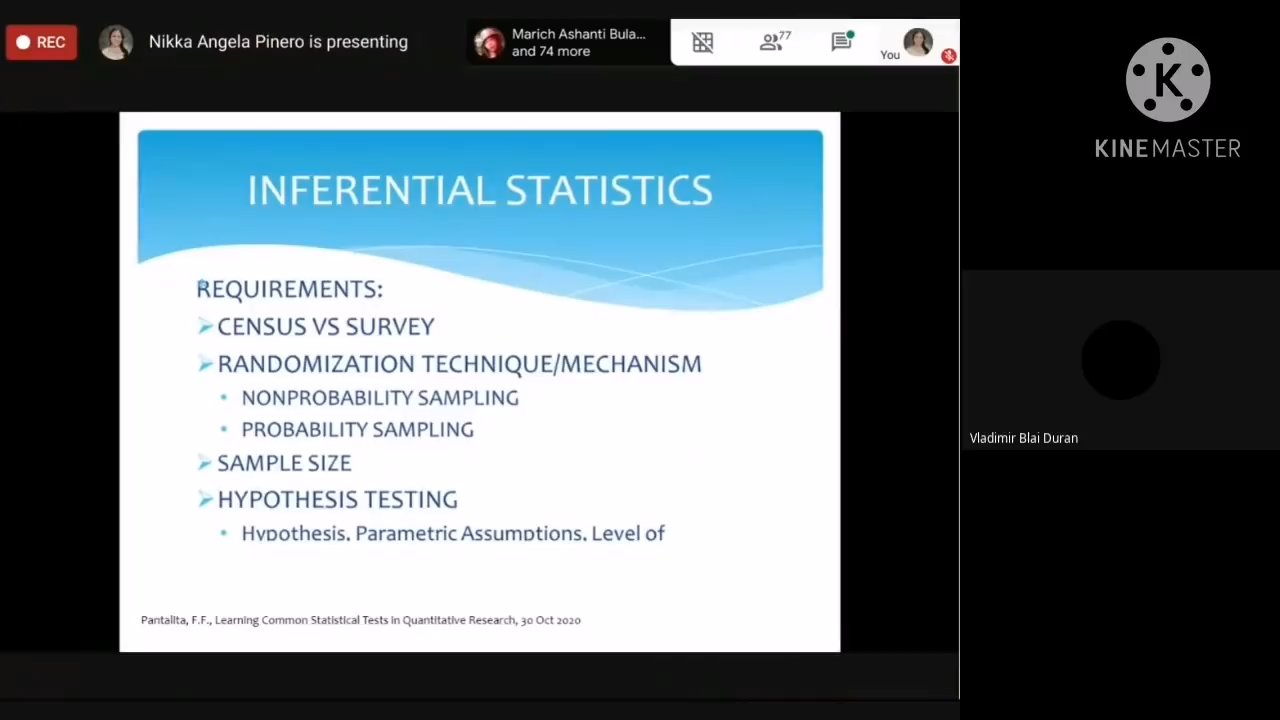 REC
Nikka Angela Pinero is presenting
Marich Ashanti Bula...
and 74 more
77
You
K
KINEMASTER
INFERENTIAL STATISTICS
REQUIREMENTS:
CENSUS VS SURVEY
RANDOMIZATION TECHNIQUE/MECHANISM
NONPROBABILITY SAMPLING
PROBABILITY SAMPLING
SAMPLE SIZE
HYPOTHESIS TESTING
Hypothesis, Parametric Assumptions, Level of
Vladimir Blai Duran
Pantalita, F.F., Learning Common Statistical Tests in Quantitative Research, 30 Oct 2020